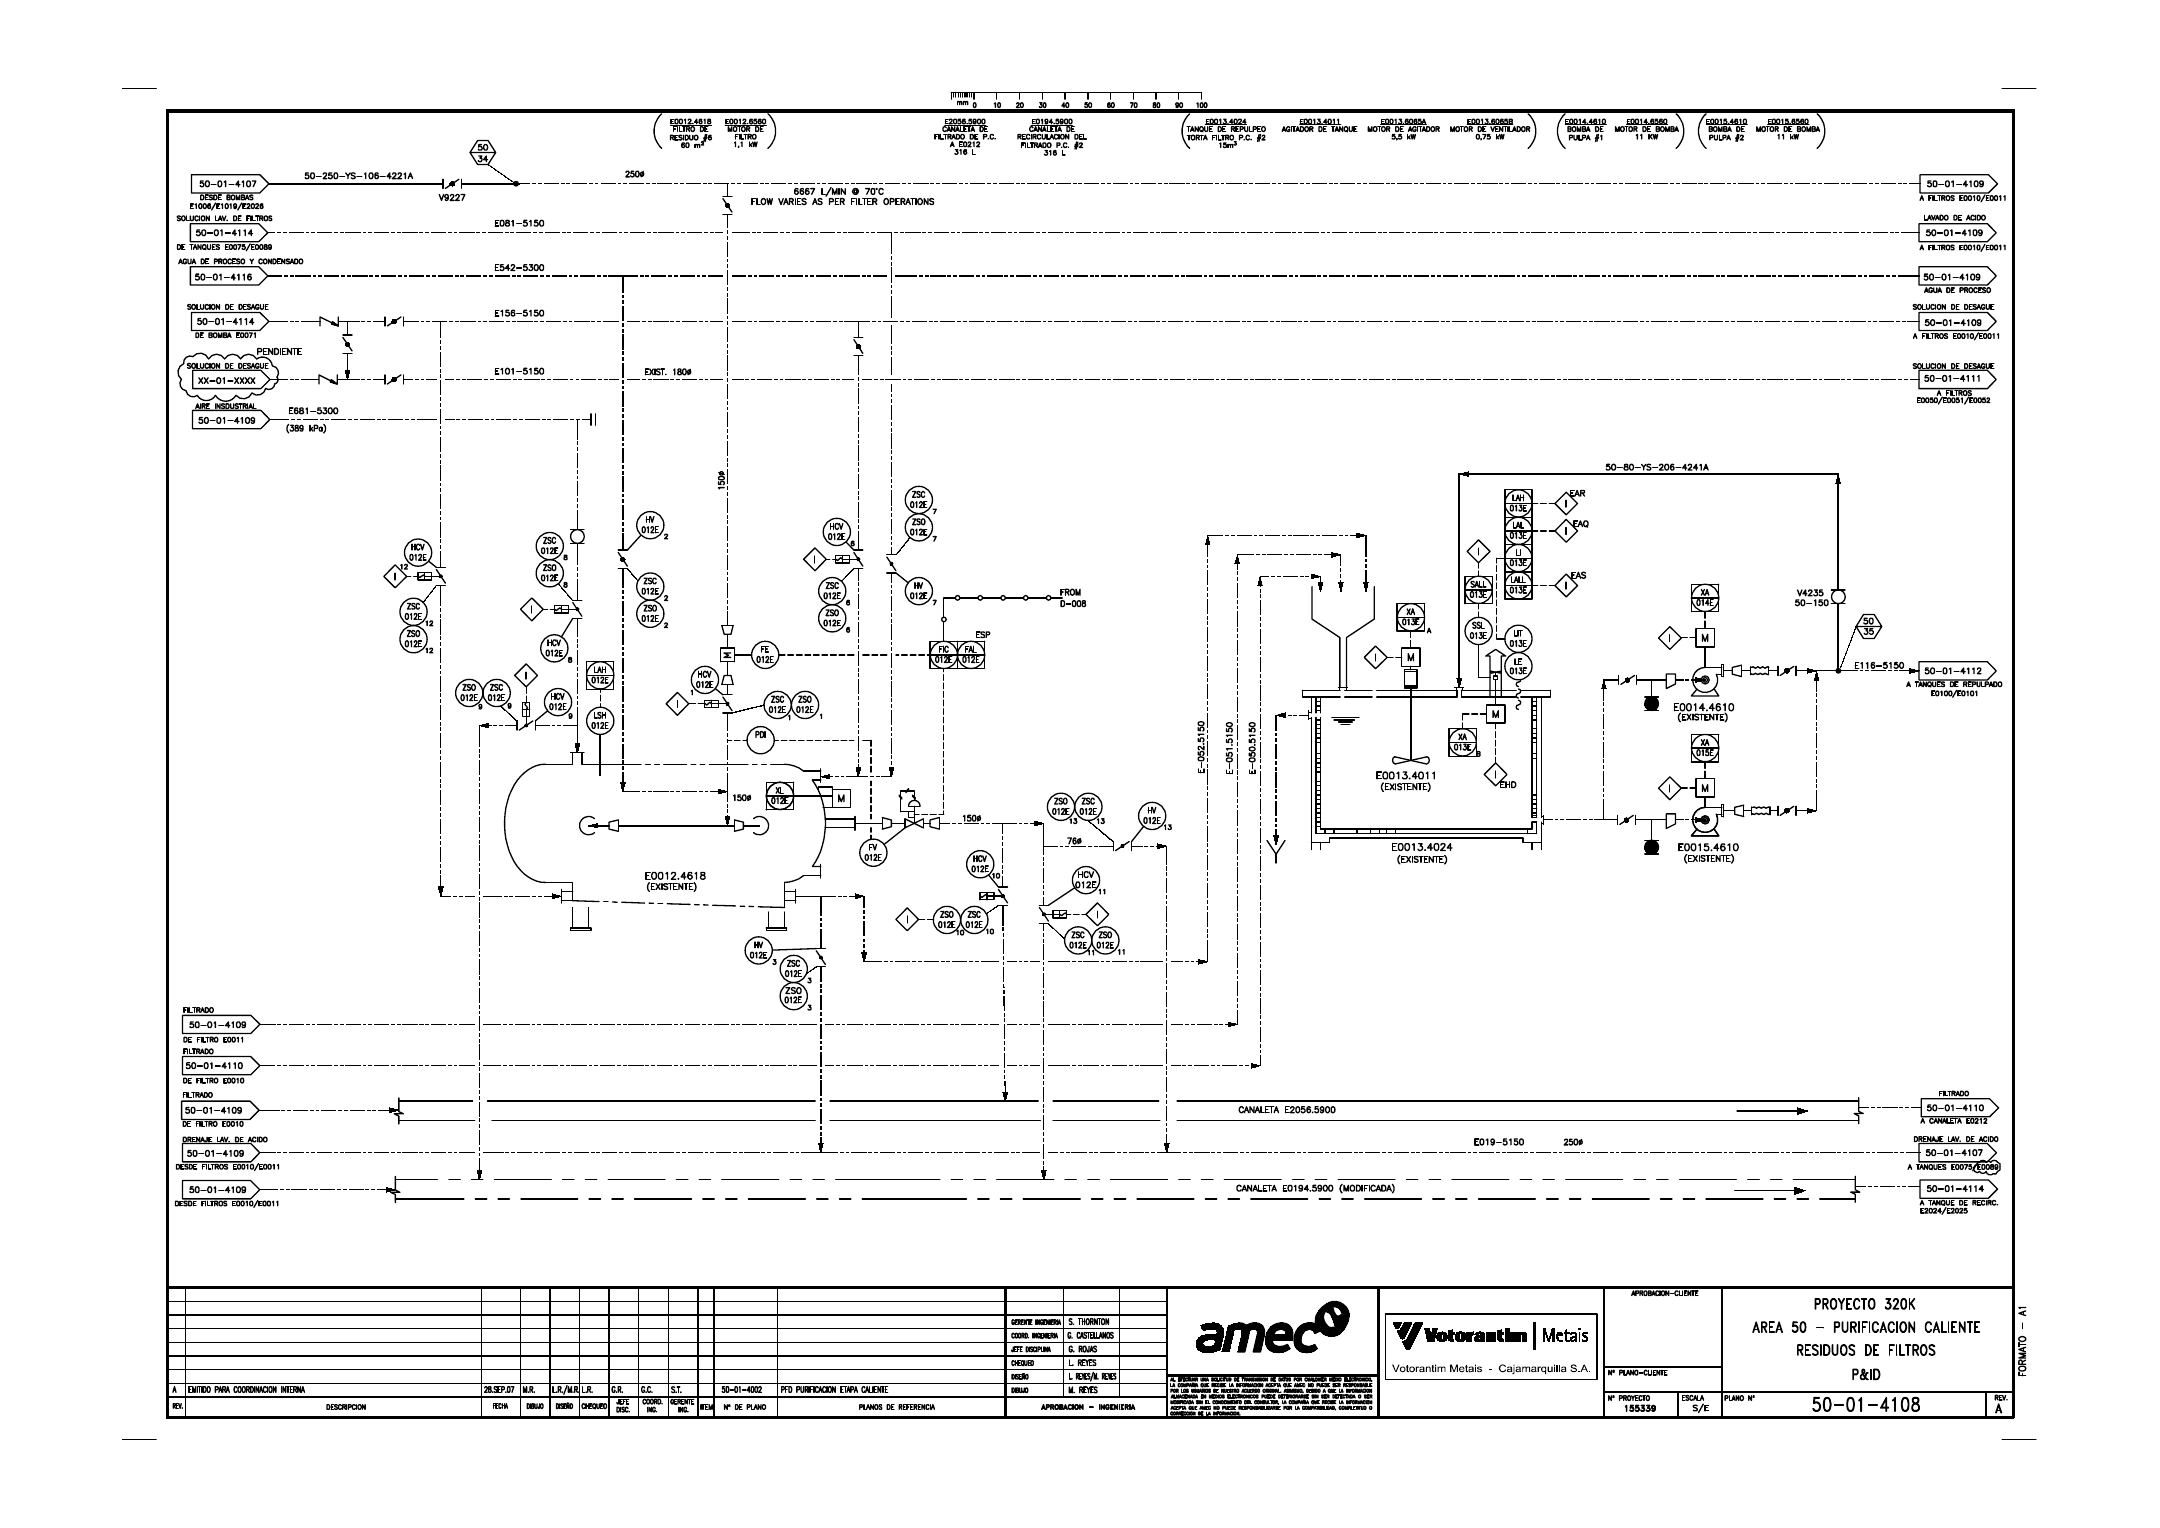 mm 0 10 20 30 40 50 60 70 80 90 100
E0012.4618
FILTRO DE
RESIDUO #6
60 m²
E0012.6560
MOTOR DE
FILTRO
1,1 kW
E2056.5900
CANALETA DE
FILTRADO DE P.C.
A E0212
316 L
E0194.5900
CANALETA DE
RECIRCULACION DEL
FILTRADO P.C. #2
316 L
E0013.4024
TANQUE DE REPULPEO
TORTA FILTRO P.C. #2
15m³
E0013.4011
AGITADOR DE TANQUE
E0013.6065A
MOTOR DE AGITADOR
5,5 kW
E0013.6065B
MOTOR DE VENTILADOR
0,75 kW
E0014.4610
BOMBA DE
PULPA #1
E0014.6560
MOTOR DE BOMBA
11 KW
E0015.4610
BOMBA DE
PULPA #2
E0015.6560
MOTOR DE BOMBA
11 kW
50
34
50-01-4107
DESDE BOMBAS
E1006/E1019/E2026
50-250-YS-106-4221A
V9227
250ø
6667 L/MIN @ 70°C
FLOW VARIES AS PER FILTER OPERATIONS
50-01-4109
A FILTROS E0010/E0011
SOLUCION LAV. DE FILTROS
50-01-4114
DE TANQUES E0075/E0089
E081-5150
LAVADO DE ACIDO
50-01-4109
A FILTROS E0010/E0011
AGUA DE PROCESO Y CONDENSADO
50-01-4116
E542-5300
50-01-4109
AGUA DE PROCESO
SOLUCION DE DESAGUE
50-01-4114
DE BOMBA E0071
E156-5150
SOLUCION DE DESAGUE
50-01-4109
A FILTROS E0010/E0011
PENDIENTE
SOLUCION DE DESAGUE
XX-01-XXXX
E101-5150
EXIST. 180ø
SOLUCION DE DESAGUE
50-01-4111
A FILTROS
E0050/E0051/E0052
AIRE INSDUSTRIAL
50-01-4109
E681-5300
(389 kPa)
150ø
50-80-YS-206-4241A
HCV
012E
12
I
ZSC
012E
12
ZSO
012E
12
ZSC
012E
8
ZSO
012E
8
I
HCV
012E
8
HV
012E
2
ZSC
012E
2
ZSO
012E
2
HCV
012E
6
I
ZSC
012E
6
ZSO
012E
6
ZSC
012E
7
ZSO
012E
7
HV
012E
7
FROM
D-008
FE
012E
ESP
FIC
012E
FAL
012E
ZSO
012E
9
ZSC
012E
9
I
HCV
012E
9
LAH
012E
LSH
012E
HCV
012E
1
I
ZSC
012E
1
ZSO
012E
1
PDI
XL
012E
M
150ø
FV
012E
150ø
E0012.4618
(EXISTENTE)
HV
012E
3
ZSC
012E
3
ZSO
012E
3
ZSO
012E
13
ZSC
012E
13
HV
012E
13
76ø
HCV
012E
10
I
ZSO
012E
10
ZSC
012E
10
HCV
012E
11
I
ZSC
012E
11
ZSO
012E
11
E-052.5150
E-051.5150
E-050.5150
LAH
013E
I
EAR
LAL
013E
I
EAQ
LI
013E
LALL
013E
I
EAS
I
SALL
013E
SSL
013E
LIT
013E
LE
013E
XA
013E
A
I
M
M
XA
013E
B
I
EHD
E0013.4011
(EXISTENTE)
E0013.4024
(EXISTENTE)
XA
014E
I
M
E0014.4610
(EXISTENTE)
XA
015E
I
M
E0015.4610
(EXISTENTE)
V4235
50-150
50
35
E116-5150
50-01-4112
A TANQUES DE REPULPADO
E0100/E0101
FILTRADO
50-01-4109
DE FILTRO E0011
FILTRADO
50-01-4110
DE FILTRO E0010
FILTRADO
50-01-4109
DE FILTRO E0010
CANALETA E2056.5900
FILTRADO
50-01-4110
A CANALETA E0212
DRENAJE LAV. DE ACIDO
50-01-4109
DESDE FILTROS E0010/E0011
E019-5150
250ø
DRENAJE LAV. DE ACIDO
50-01-4107
A TANQUES E0075/E0089
50-01-4109
DESDE FILTROS E0010/E0011
CANALETA E0194.5900 (MODIFICADA)
50-01-4114
A TANQUE DE RECIRC.
E2024/E2025
A EMITIDO PARA COORDINACION INTERNA 28.SEP.07 M.R. L.R./M.R. L.R. G.R. G.C. S.T. 50-01-4002 PFD PURIFICACION ETAPA CALIENTE
REV. DESCRIPCION FECHA DIBUJO DISEÑO CHEQUEO JEFE DISC. COORD. ING. GERENTE ING. ITEM N° DE PLANO PLANOS DE REFERENCIA
GERENTE INGENIERIA S. THORNTON
COORD. INGENIERIA G. CASTELLANOS
JEFE DISCIPLINA G. ROJAS
CHEQUEO L. REYES
DISEÑO L. REYES/M. REYES
DIBUJO M. REYES
APROBACION - INGENIERIA
amec
Votorantim | Metais
Votorantim Metais - Cajamarquilla S.A.
APROBACION-CLIENTE
N° PLANO-CLIENTE
N° PROYECTO
155339
ESCALA
S/E
PROYECTO 320K
AREA 50 - PURIFICACION CALIENTE
RESIDUOS DE FILTROS
P&ID
PLANO N°
50-01-4108
REV.
A
FORMATO - A1